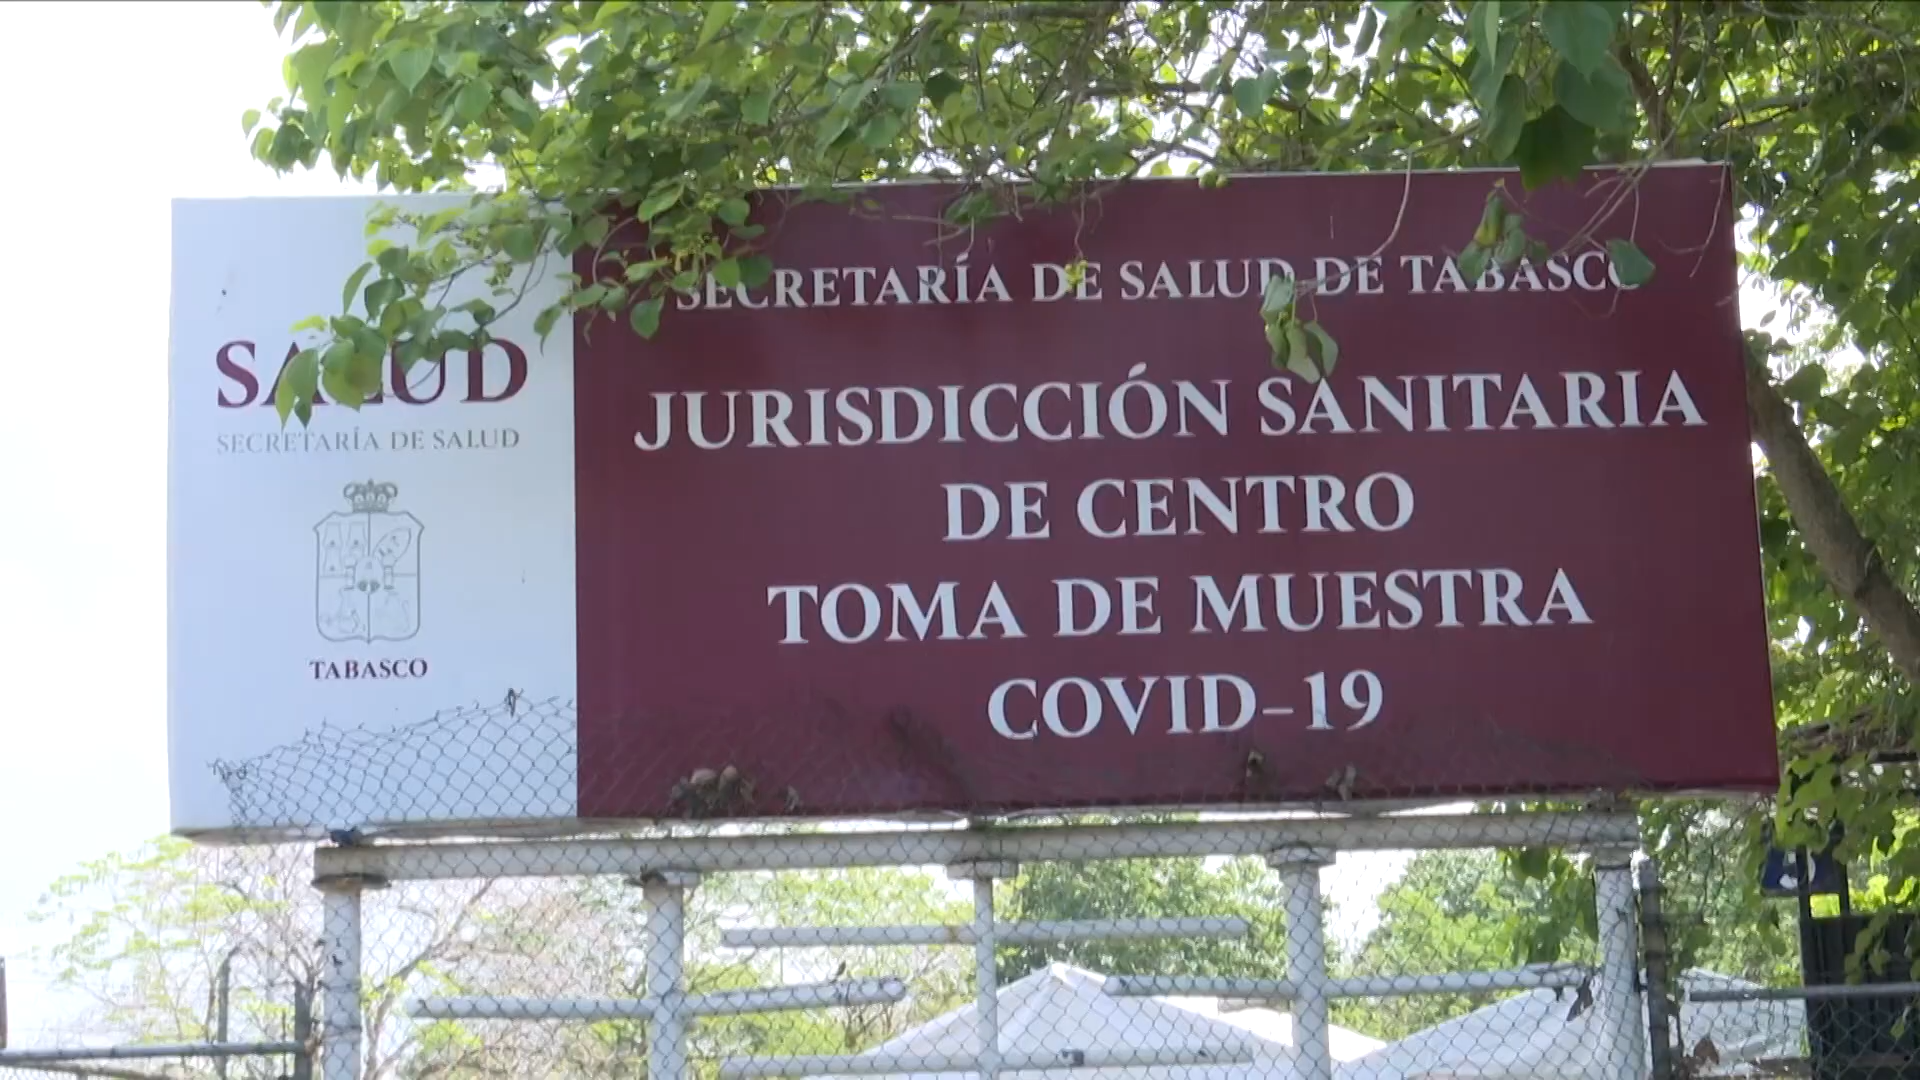 SALUD
SECRETARÍA DE SALUD
TABASCO
SECRETARÍA DE SALUD DE TABASCO
JURISDICCIÓN SANITARIA
DE CENTRO
TOMA DE MUESTRA
COVID-19